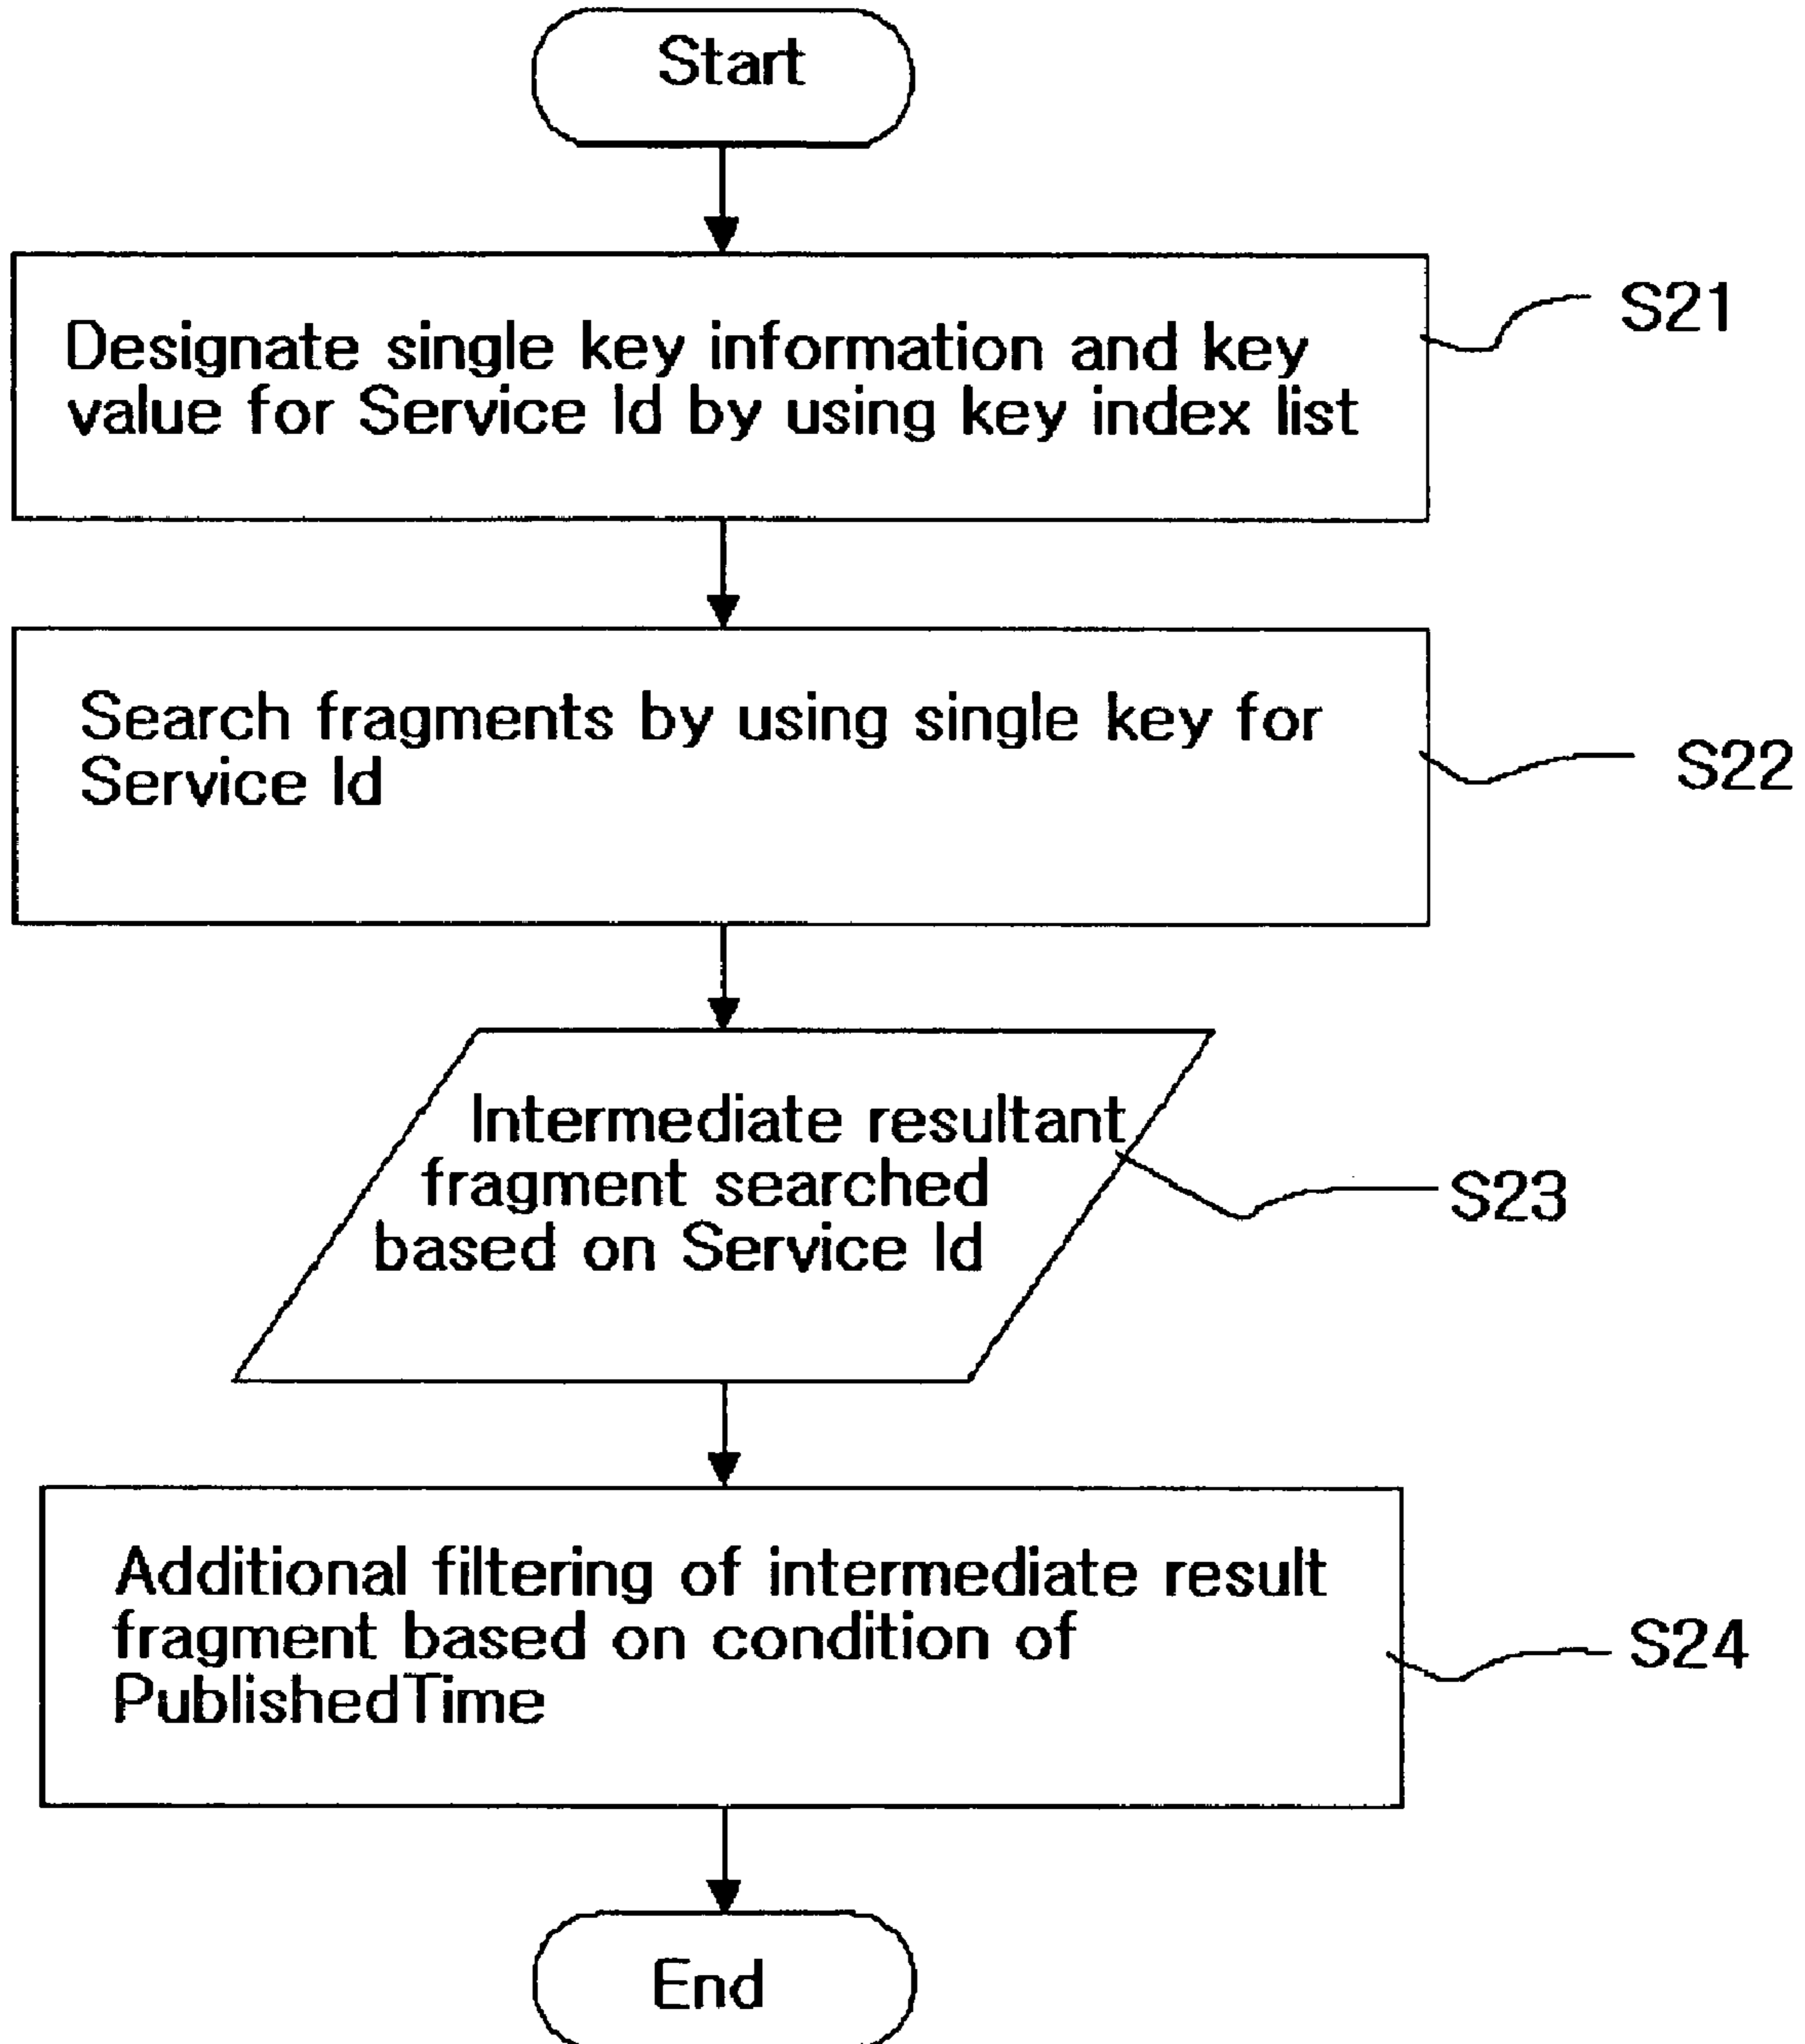 Start
Designate single key information and key
value for Service Id by using key index list
S21
Search fragments by using single key for
Service Id
S22
Intermediate resultant
fragment searched
based on Service Id
S23
Additional filtering of intermediate result
fragment based on condition of
PublishedTime
S24
End